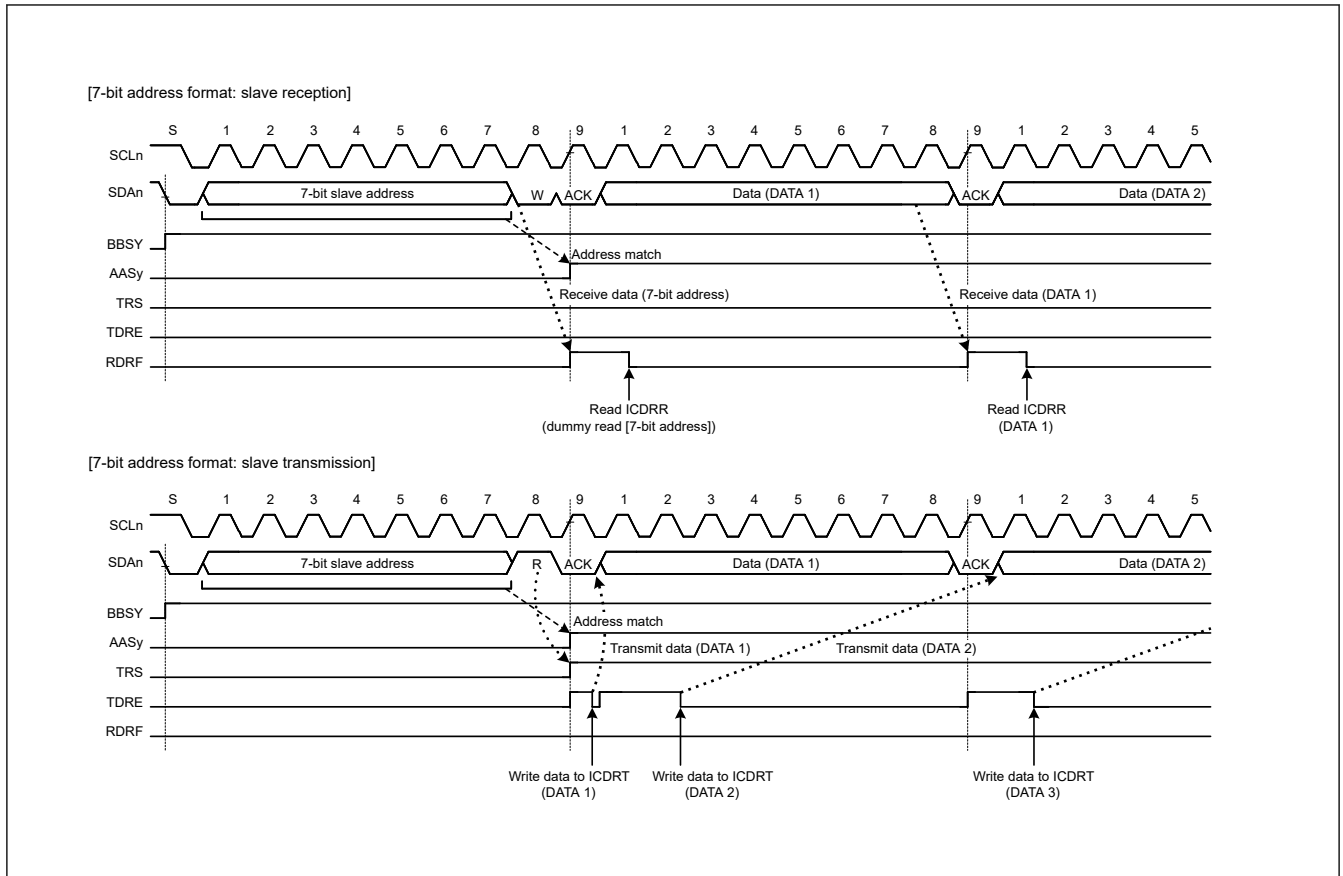 [7-bit address format: slave reception]
S 1 2 3 4 5 6 7 8 9 1 2 3 4 5 6 7 8 9 1 2 3 4 5
SCLn
SDAn 7-bit slave address W ACK Data (DATA 1) ACK Data (DATA 2)
BBSY
Address match
AASy
Receive data (7-bit address) Receive data (DATA 1)
TRS
TDRE
RDRF
Read ICDRR Read ICDRR
(dummy read [7-bit address]) (DATA 1)
[7-bit address format: slave transmission]
S 1 2 3 4 5 6 7 8 9 1 2 3 4 5 6 7 8 9 1 2 3 4 5
SCLn
SDAn 7-bit slave address R ACK Data (DATA 1) ACK Data (DATA 2)
BBSY
Address match
AASy
Transmit data (DATA 1) Transmit data (DATA 2)
TRS
TDRE
RDRF
Write data to ICDRT Write data to ICDRT Write data to ICDRT
(DATA 1) (DATA 2) (DATA 3)